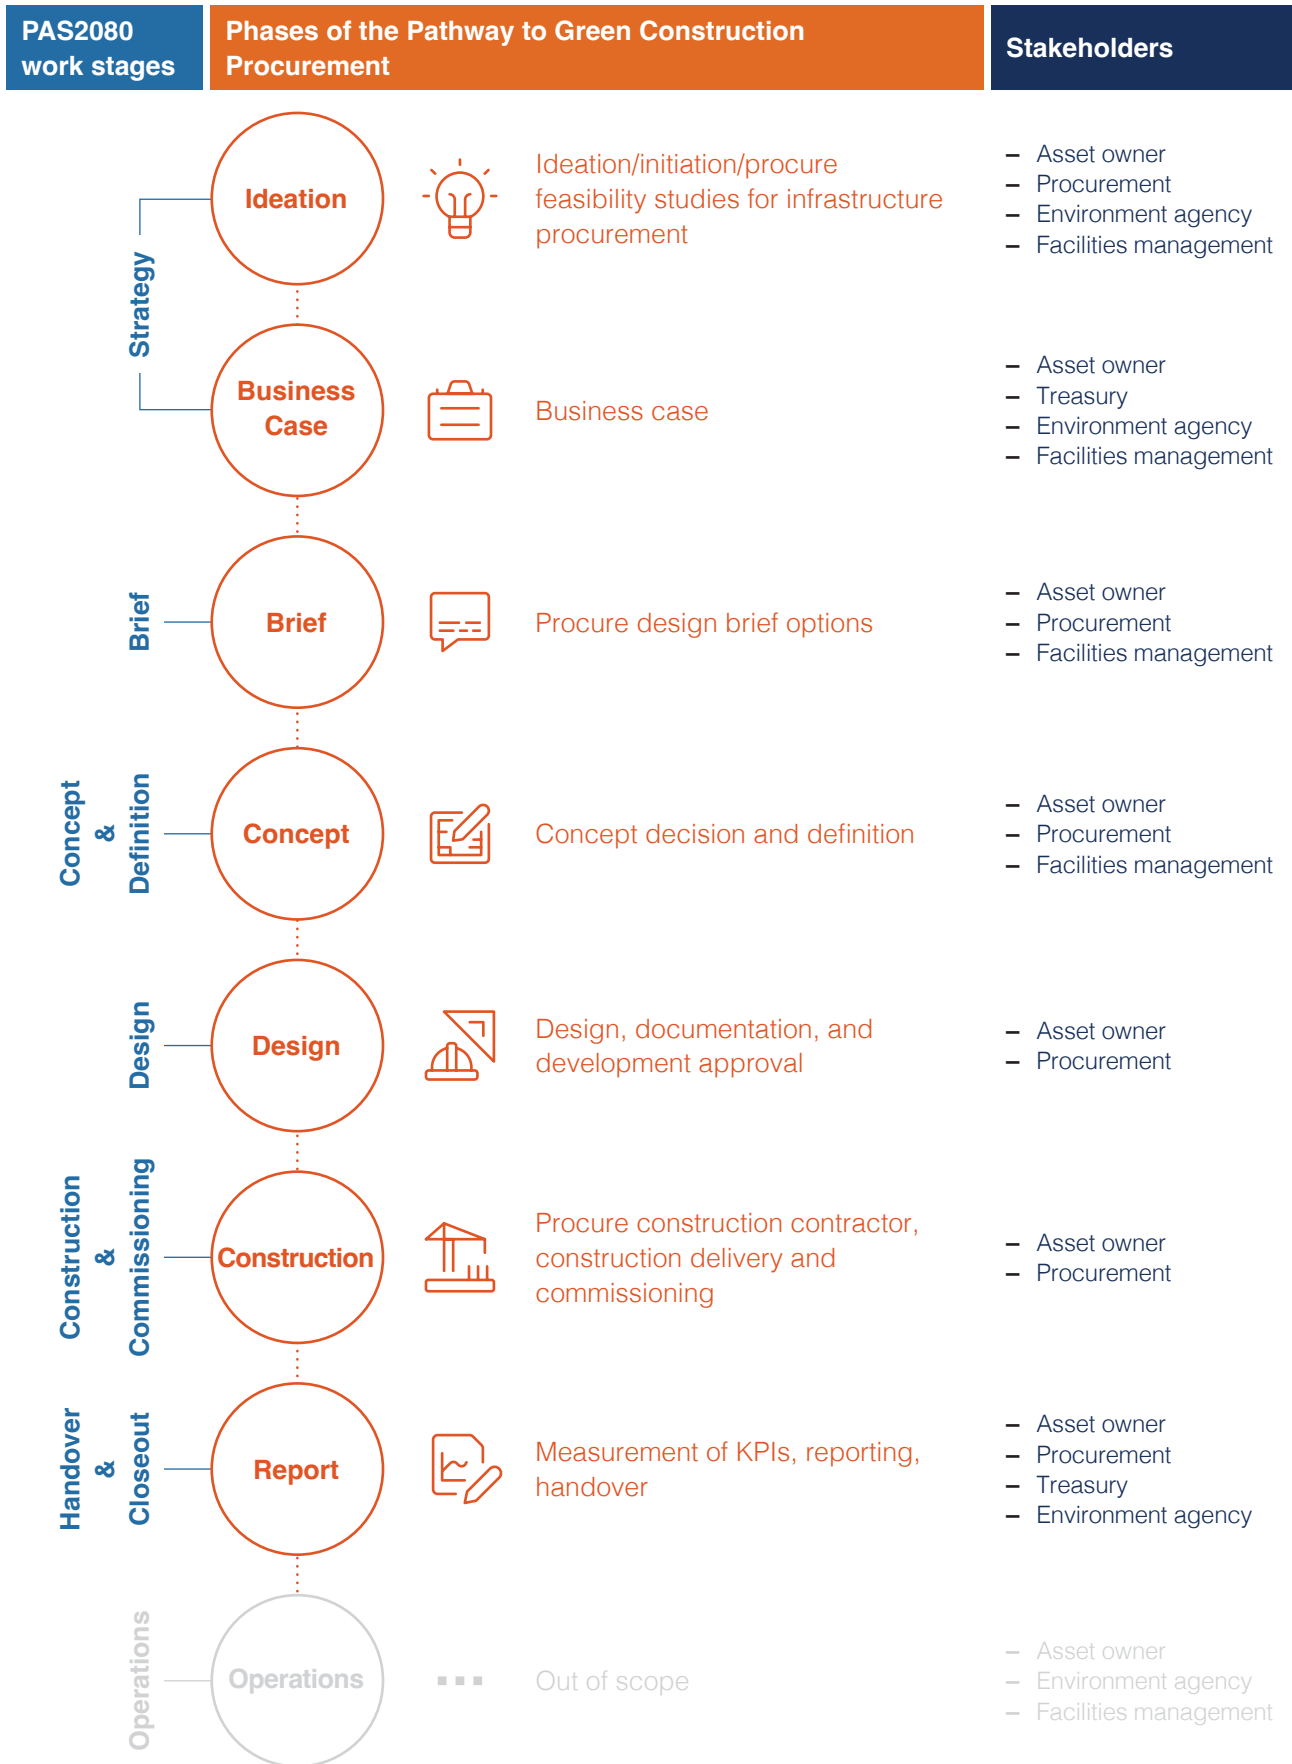 PAS2080
work stages
Phases of the Pathway to Green Construction
Procurement
Stakeholders
Strategy
Ideation
Ideation/initiation/procure
feasibility studies for infrastructure
procurement
– Asset owner
– Procurement
– Environment agency
– Facilities management
Business
Case
Business case
– Asset owner
– Treasury
– Environment agency
– Facilities management
Brief
Brief
Procure design brief options
– Asset owner
– Procurement
– Facilities management
Concept
&
Definition
Concept
Concept decision and definition
– Asset owner
– Procurement
– Facilities management
Design
Design
Design, documentation, and
development approval
– Asset owner
– Procurement
Construction
&
Commissioning
Construction
Procure construction contractor,
construction delivery and
commissioning
– Asset owner
– Procurement
Handover
&
Closeout
Report
Measurement of KPIs, reporting,
handover
– Asset owner
– Procurement
– Treasury
– Environment agency
Operations
Operations
Out of scope
– Asset owner
– Environment agency
– Facilities management